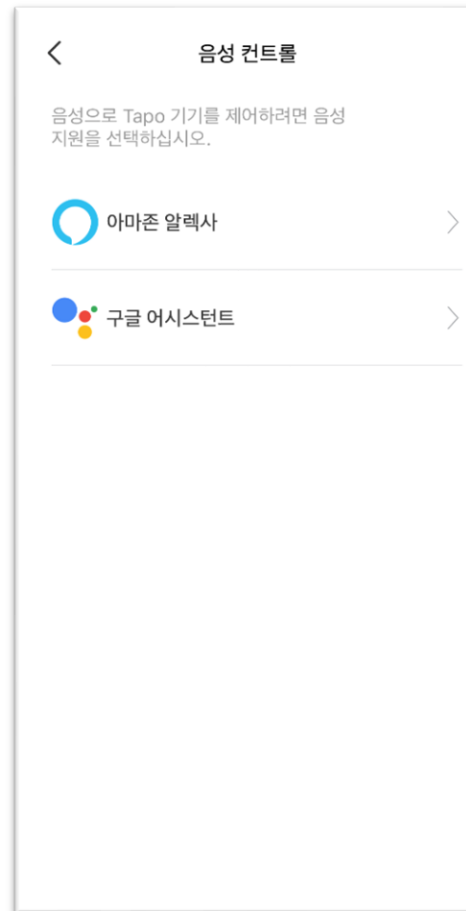 음성 컨트롤
음성으로 Tapo 기기를 제어하려면 음성
지원을 선택하십시오.
아마존 알렉사
구글 어시스턴트